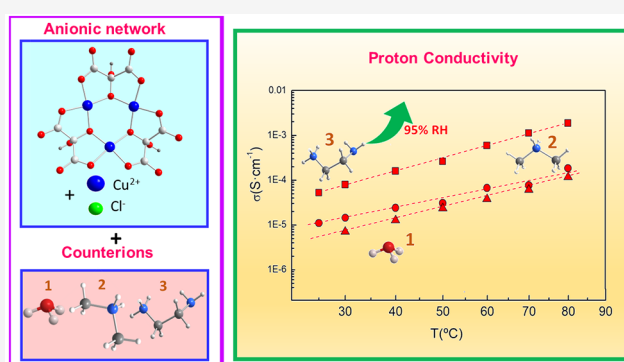 Anionic network
+
Cu²⁺
Cl⁻
+
Counterions
1
2
3
Proton Conductivity
0.01
1E-3
1E-4
1E-5
1E-6
σ(S·cm⁻¹)
3
95% RH
2
1
30
40
50
60
70
80
90
T(ºC)